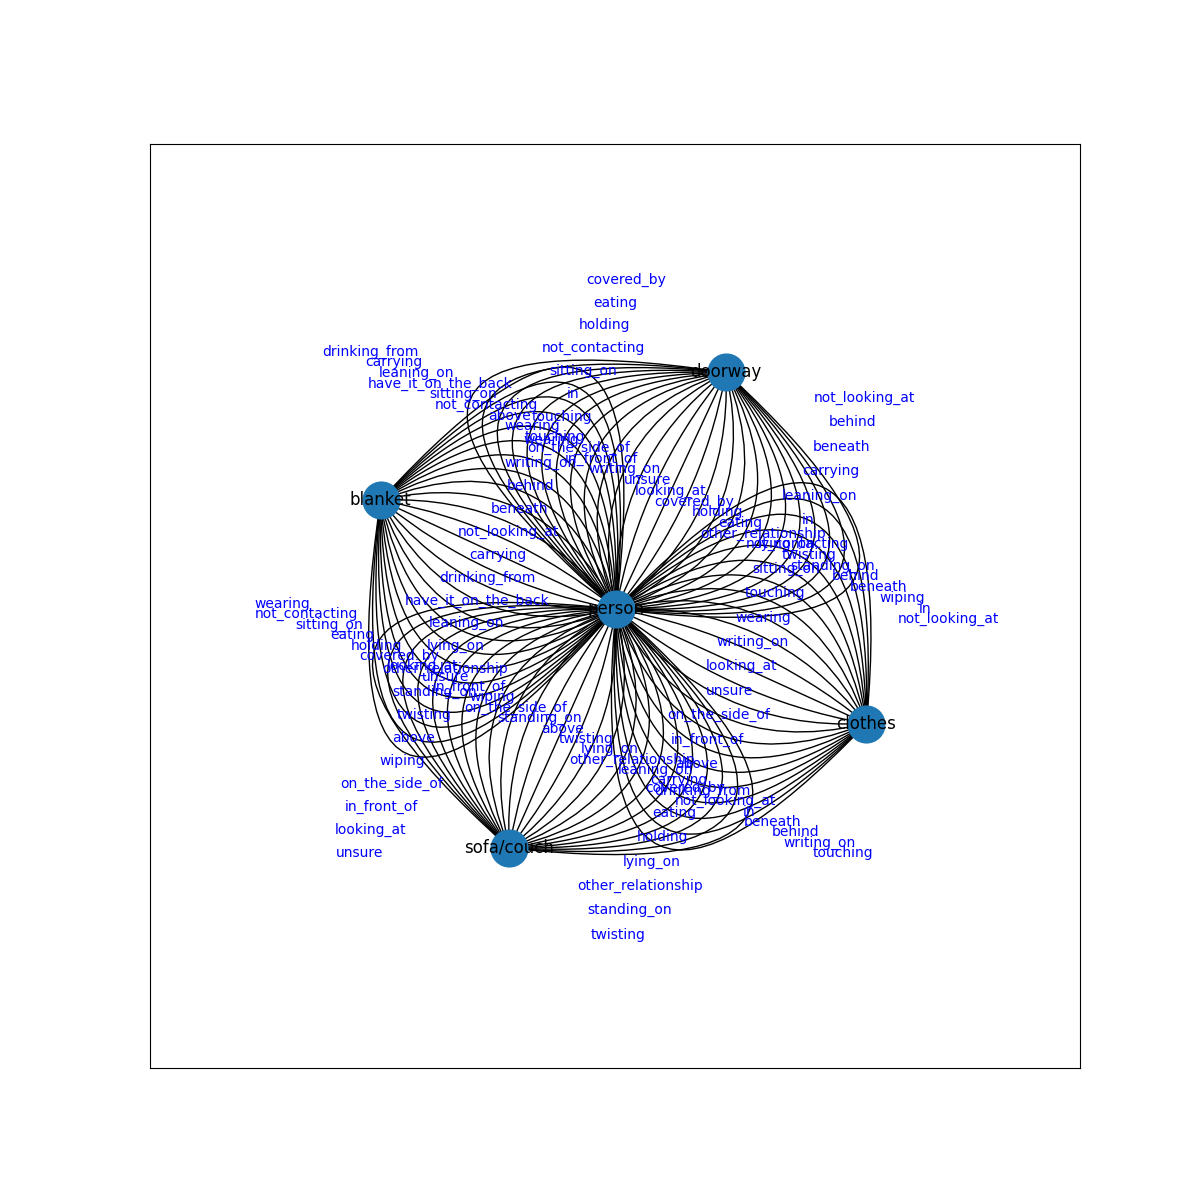 covered_by
eating
holding
not_contacting
drinking_from
carrying
sitting_on
doorway
leaning_on
have_it_on_the_back
sitting_on
in
not_looking_at
not_contacting
above
touching
behind
wearing
touching
wearing
on_the_side_of
beneath
in_front_of
writing_on
writing_on
carrying
unsure
behind
looking_at
leaning_on
blanket
covered_by
beneath
holding
in
eating
not_looking_at
other_relationship
lying_on
not_contacting
carrying
twisting
standing_on
sitting_on
drinking_from
behind
beneath
touching
have_it_on_the_back
wiping
wearing
not_contacting
person
in
wearing
sitting_on
leaning_on
not_looking_at
eating
holding
lying_on
writing_on
covered_by
looking_at
other_relationship
looking_at
unsure
in_front_of
unsure
standing_on
wiping
on_the_side_of
on_the_side_of
twisting
standing_on
clothes
above
above
twisting
in_front_of
wiping
lying_on
other_relationship
above
leaning_on
on_the_side_of
carrying
covered_by
drinking_from
in_front_of
not_looking_at
eating
in
beneath
looking_at
holding
behind
unsure
sofa/couch
writing_on
lying_on
touching
other_relationship
standing_on
twisting